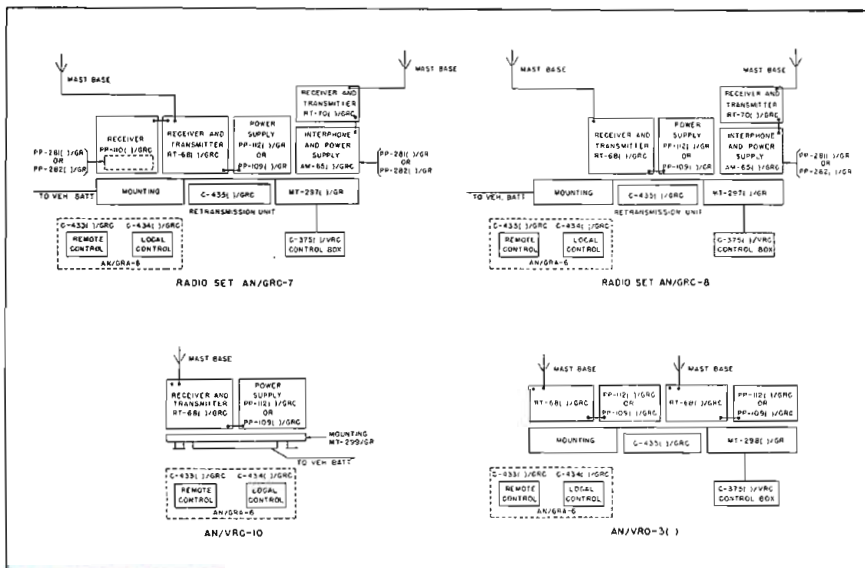 MAST BASE
MAST BASE
RECEIVER AND
TRANSMITTER
RT-70( )/GRC
RECEIVER
PP-110( )/GRC
RECEIVER AND
TRANSMITTER
RT-68( )/GRC
POWER
SUPPLY
PP-112( )/GR
OR
PP-109( )/GR
INTERPHONE
AND POWER
SUPPLY
AM-65( )/GRC
PP-281( )/GR
OR
PP-282( )/GR
PP-281( )/GR
OR
PP-282( )/GR
TO VEH BATT
MOUNTING
C-435( )/GRC
MT-297( )/GR
RETRANSMISSION UNIT
C-433( )/GRC
C-434( )/GRC
REMOTE
CONTROL
LOCAL
CONTROL
AN/GRA-6
C-375( )/VRC
CONTROL BOX
RADIO SET AN/GRC-7
MAST BASE
MAST BASE
RECEIVER AND
TRANSMITTER
RT-70( )/GRC
RECEIVER AND
TRANSMITTER
RT-68( )/GRC
POWER
SUPPLY
PP-112( )/GR
OR
PP-109( )/GR
INTERPHONE
AND POWER
SUPPLY
AM-65( )/GRC
PP-281( )/GR
OR
PP-282( )/GR
TO VEH. BATT
MOUNTING
C-435( )/GRC
MT-297( )/GR
RETRANSMISSION UNIT
C-433( )/GRC
C-434( )/GRC
REMOTE
CONTROL
LOCAL
CONTROL
AN/GRA-6
C-375( )/VRC
CONTROL BOX
RADIO SET AN/GRC-8
MAST BASE
RECEIVER AND
TRANSMITTER
RT-68( )/GRC
POWER
SUPPLY
PP-112( )/GRC
OR
PP-109( )/GRC
MOUNTING
MT-299/GR
TO VEH BATT
C-433( )/GRC
C-434( )/GRC
REMOTE
CONTROL
LOCAL
CONTROL
AN/GRA-6
AN/VRC-10
MAST BASE
MAST BASE
RT-68( )/GRC
PP-112( )/GRC
OR
PP-109( )/GRC
RT-68( )/GRC
PP-112( )/GRC
OR
PP-109( )/GRC
MOUNTING
C-435( )/GRC
MT-298( )/GR
C-433( )/GRC
C-434( )/GRC
REMOTE
CONTROL
LOCAL
CONTROL
AN/GRA-6
C-375( )/VRC
CONTROL BOX
AN/VRQ-3( )